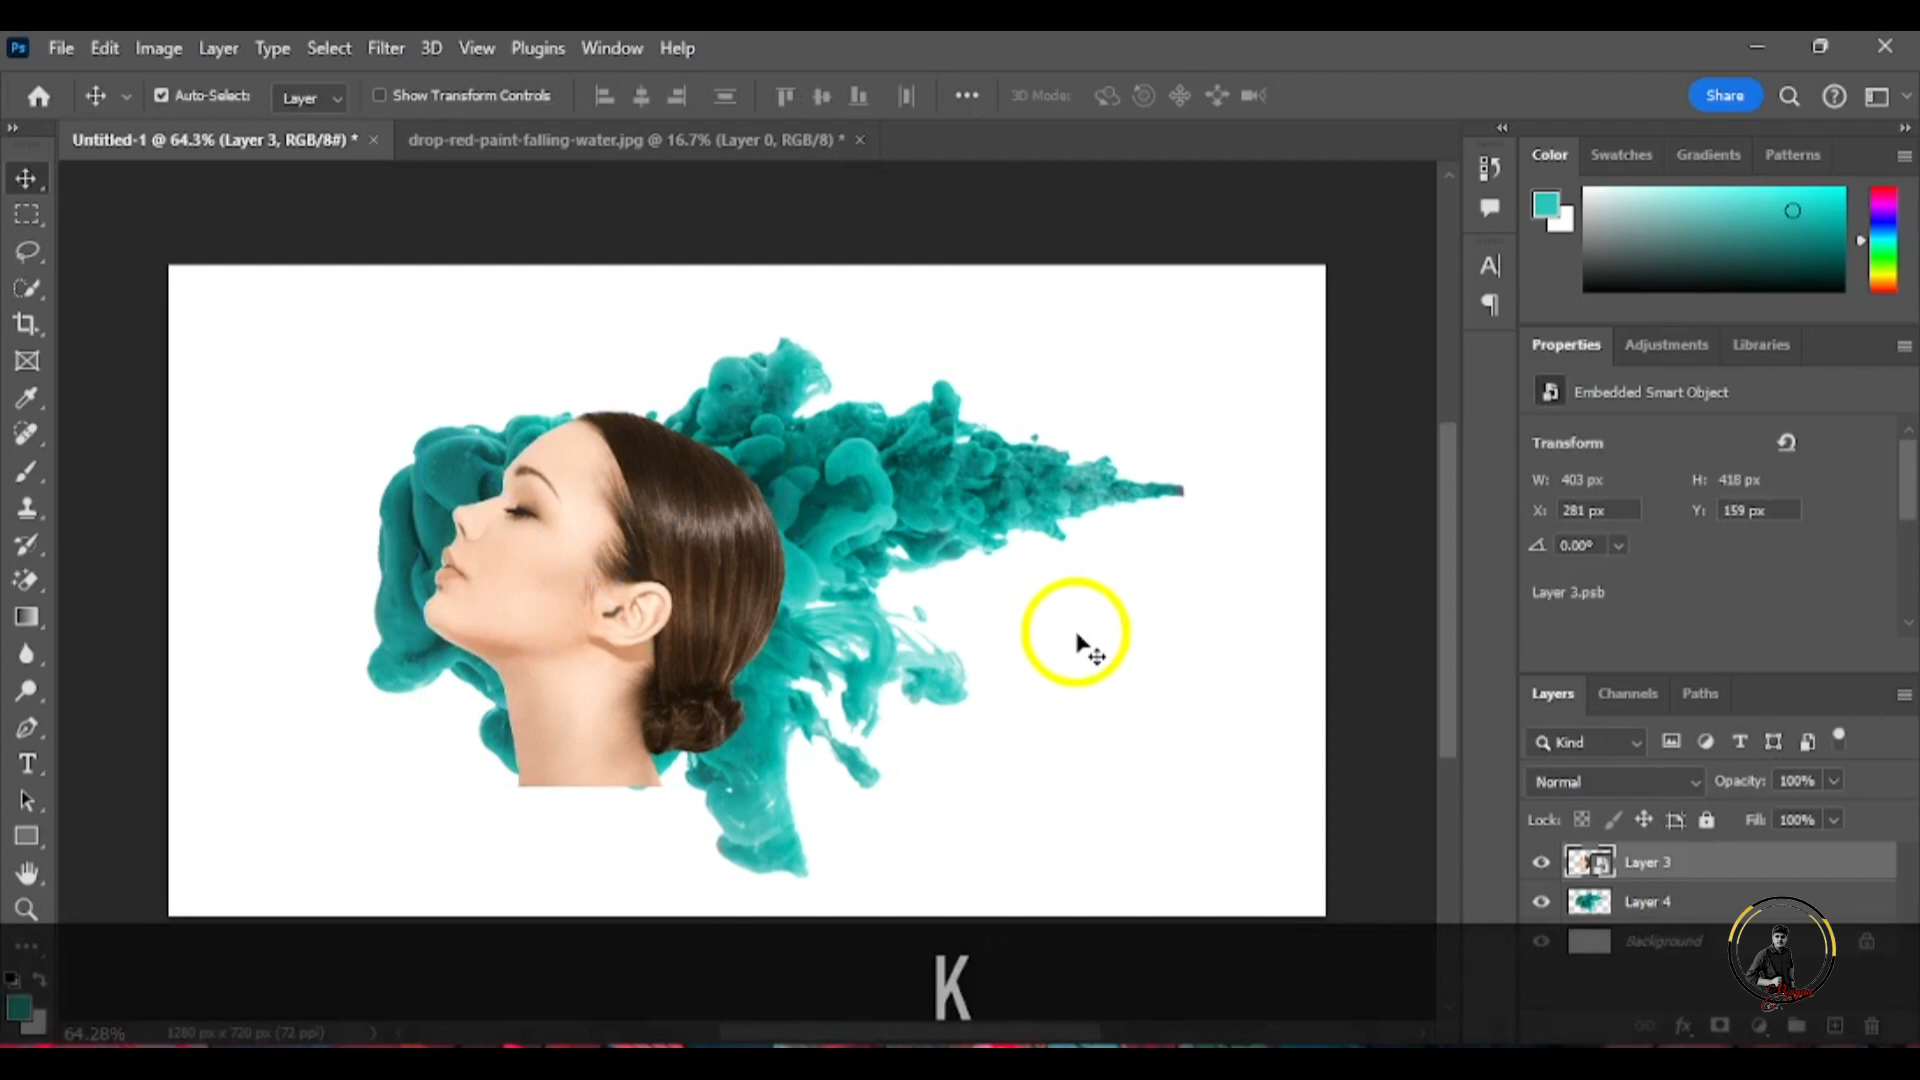 Ps File Edit Image Layer Type Select Filter 3D View Plugins Window Help
Auto-Select: Layer Show Transform Controls 3D Mode: Share
Untitled-1 @ 64.3% (Layer 3, RGB/8#) * drop-red-paint-falling-water.jpg @ 16.7% (Layer 0, RGB/8) *
Color Swatches Gradients Patterns
Properties Adjustments Libraries
Embedded Smart Object
Transform
W: 403 px H: 418 px
X: 281 px Y: 159 px
0.00°
Layer 3.psb
Layers Channels Paths
Kind
Normal Opacity: 100%
Lock: Fill: 100%
Layer 3
Layer 4
Background
K
64.28% 1280 px x 720 px (72 ppi)